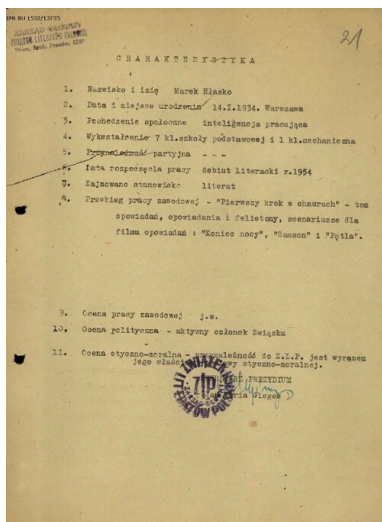 IPN BU 1532/13735
21
CHARAKTERYSTYKA
1. Nazwisko i imię Marek Hłasko
2. Data i miejsce urodzenia 14.I.1934. Warszawa
3. Pochodzenie społeczne inteligencja pracująca
4. Wykształcenie 7 kl.szkoły podstawowej i 1 kl.mechaniczna
5. Przynależność partyjna - - -
6. Data rozpoczęcia pracy debiut literacki r.1954
7. Zajmowane stanowisko literat
8. Przebieg pracy zawodowej - "Pierwszy krok w chmurach" - tom
opowiadań, opowiadania i felietony, scenariusze dla
filmu opowiadań : "Koniec nocy", "Samson" i "Pętla".
9. Ocena pracy zawodowej j.w.
10. Ocena polityczna - aktywny członek Związku
11. Ocena etyczno-moralna - przynależność do Z.L.P. jest wyrazem
jego etyczno-moralnej.
PREZYDIUM
ZLP